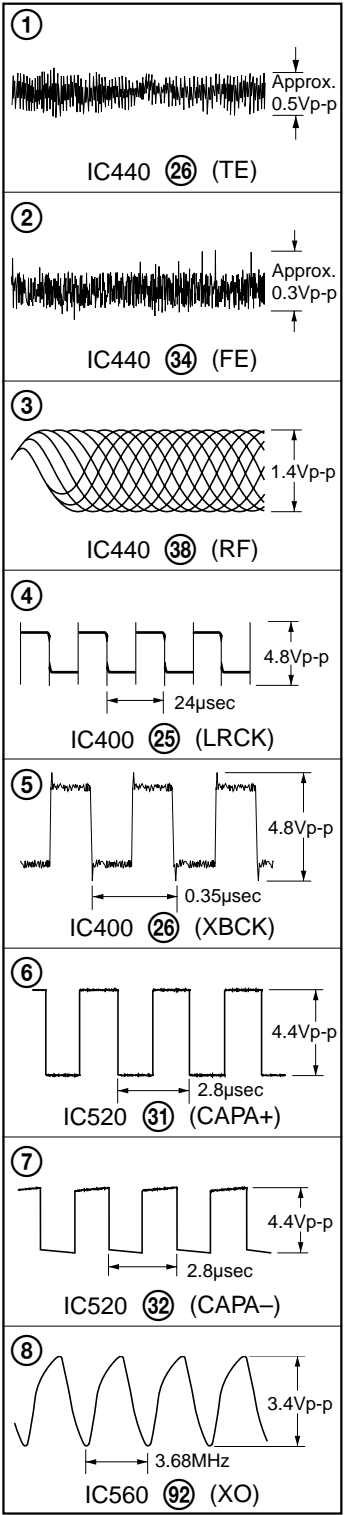 ①
Approx.
0.5Vp-p
IC440 ㉖ (TE)
②
Approx.
0.3Vp-p
IC440 ㉞ (FE)
③
1.4Vp-p
IC440 ㊳ (RF)
④
4.8Vp-p
24µsec
IC400 ㉕ (LRCK)
⑤
4.8Vp-p
0.35µsec
IC400 ㉖ (XBCK)
⑥
4.4Vp-p
2.8µsec
IC520 ㉛ (CAPA+)
⑦
4.4Vp-p
2.8µsec
IC520 ㉜ (CAPA–)
⑧
3.4Vp-p
3.68MHz
IC560 92 (XO)